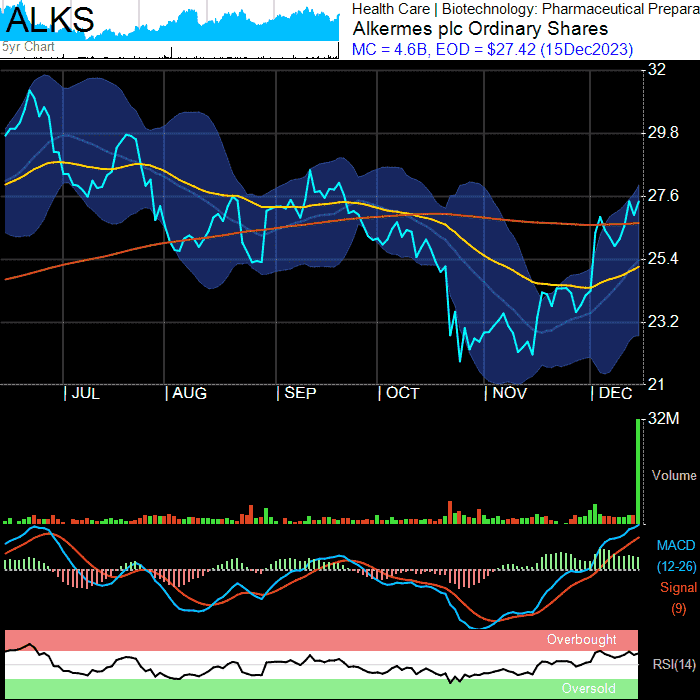 ALKS
5yr Chart
Health Care | Biotechnology: Pharmaceutical Prepara
Alkermes plc Ordinary Shares
MC = 4.6B, EOD = $27.42 (15Dec2023)
32
29.8
27.6
25.4
23.2
21
| JUL | AUG | SEP | OCT | NOV | DEC
32M
Volume
MACD
(12-26)
Signal
(9)
Overbought
RSI(14)
Oversold